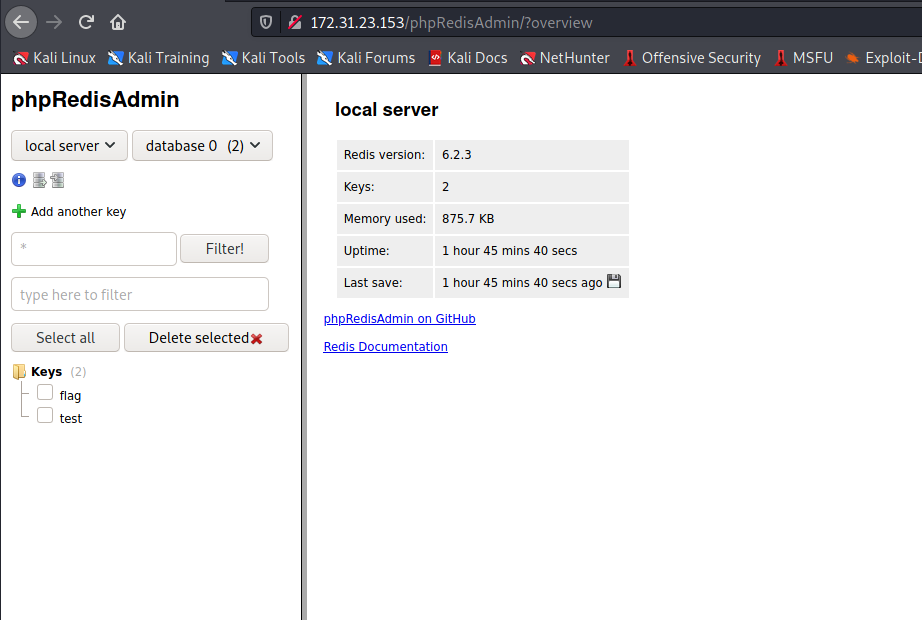 172.31.23.153/phpRedisAdmin/?overview
Kali Linux Kali Training Kali Tools Kali Forums Kali Docs NetHunter Offensive Security MSFU Exploit-D
phpRedisAdmin
local server database 0 (2)
Add another key
* Filter!
type here to filter
Select all Delete selected
Keys (2)
flag
test
local server
Redis version: 6.2.3
Keys: 2
Memory used: 875.7 KB
Uptime: 1 hour 45 mins 40 secs
Last save: 1 hour 45 mins 40 secs ago
phpRedisAdmin on GitHub
Redis Documentation